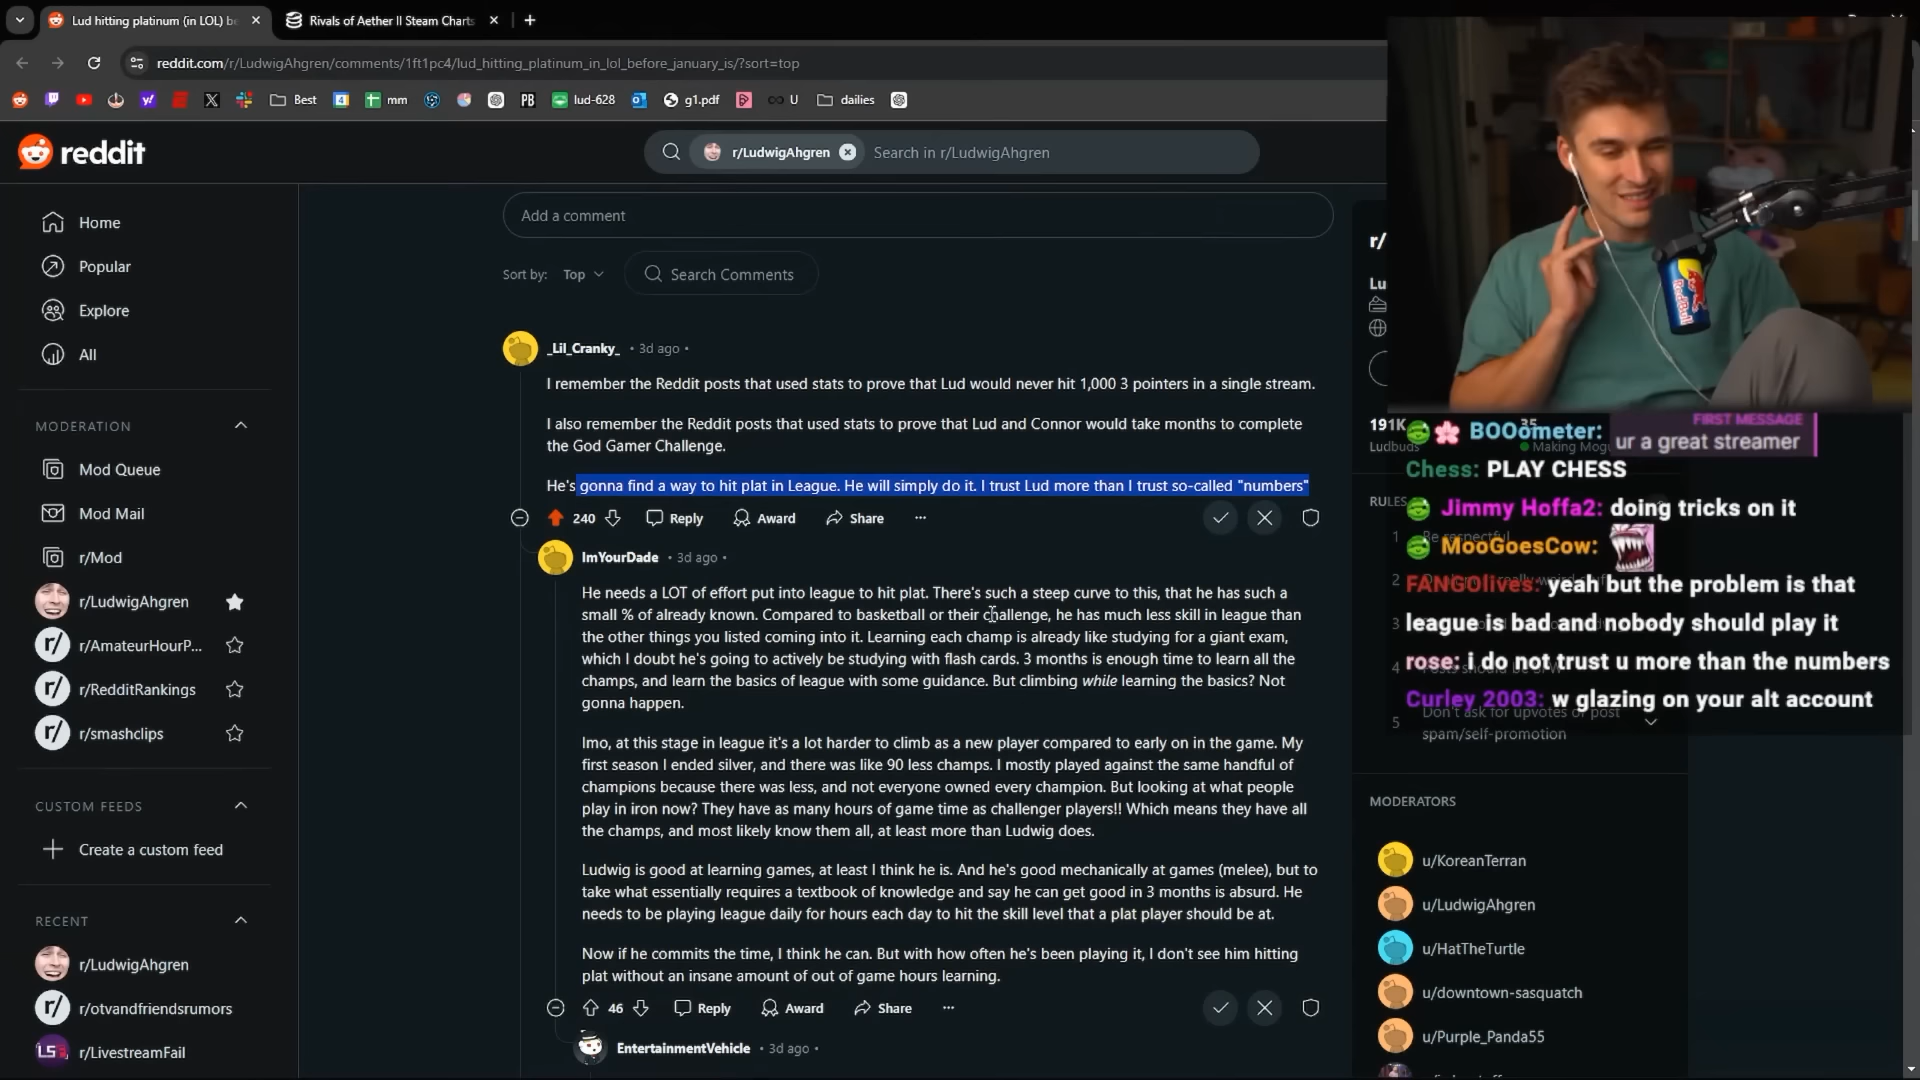 Lud hitting platinum (in LOL) be
Rivals of Aether II Steam Charts
reddit.com/r/LudwigAhgren/comments/1ft1pc4/lud_hitting_platinum_in_lol_before_january_is/?sort=top
Best
mm
lud-628
g1.pdf
U
dailies
reddit
r/LudwigAhgren
Search in r/LudwigAhgren
Home
Popular
Explore
All
MODERATION
Mod Queue
Mod Mail
r/Mod
r/LudwigAhgren
r/AmateurHourP...
r/RedditRankings
r/smashclips
CUSTOM FEEDS
Create a custom feed
RECENT
r/LudwigAhgren
r/otvandfriendsrumors
r/LivestreamFail
Add a comment
Sort by: Top
Search Comments
_Lil_Cranky_ • 3d ago •
I remember the Reddit posts that used stats to prove that Lud would never hit 1,000 3 pointers in a single stream.
I also remember the Reddit posts that used stats to prove that Lud and Connor would take months to complete
the God Gamer Challenge.
He's gonna find a way to hit plat in League. He will simply do it. I trust Lud more than I trust so-called "numbers"
240 Reply Award Share ...
ImYourDade • 3d ago •
He needs a LOT of effort put into league to hit plat. There's such a steep curve to this, that he has such a
small % of already known. Compared to basketball or their challenge, he has much less skill in league than
the other things you listed coming into it. Learning each champ is already like studying for a giant exam,
which I doubt he's going to actively be studying with flash cards. 3 months is enough time to learn all the
champs, and learn the basics of league with some guidance. But climbing while learning the basics? Not
gonna happen.
Imo, at this stage in league it's a lot harder to climb as a new player compared to early on in the game. My
first season I ended silver, and there was like 90 less champs. I mostly played against the same handful of
champions because there was less, and not everyone owned every champion. But looking at what people
play in iron now? They have as many hours of game time as challenger players!! Which means they have all
the champs, and most likely know them all, at least more than Ludwig does.
Ludwig is good at learning games, at least I think he is. And he's good mechanically at games (melee), but to
take what essentially requires a textbook of knowledge and say he can get good in 3 months is absurd. He
needs to be playing league daily for hours each day to hit the skill level that a plat player should be at.
Now if he commits the time, I think he can. But with how often he's been playing it, I don't see him hitting
plat without an insane amount of out of game hours learning.
46 Reply Award Share ...
EntertainmentVehicle • 3d ago •
r/
Lu
191K
35
Ludbuds
Making Mogu
RULES
1 Be respectful
2
3
4
5 Don't ask for upvotes or post
spam/self-promotion
MODERATORS
u/KoreanTerran
u/LudwigAhgren
u/HatTheTurtle
u/downtown-sasquatch
u/Purple_Panda55
RedBull
FIRST MESSAGE
BOOometer: ur a great streamer
Chess: PLAY CHESS
Jimmy Hoffa2: doing tricks on it
MooGoesCow:
FANGOlives: yeah but the problem is that
league is bad and nobody should play it
rose: i do not trust u more than the numbers
Curley 2003: w glazing on your alt account